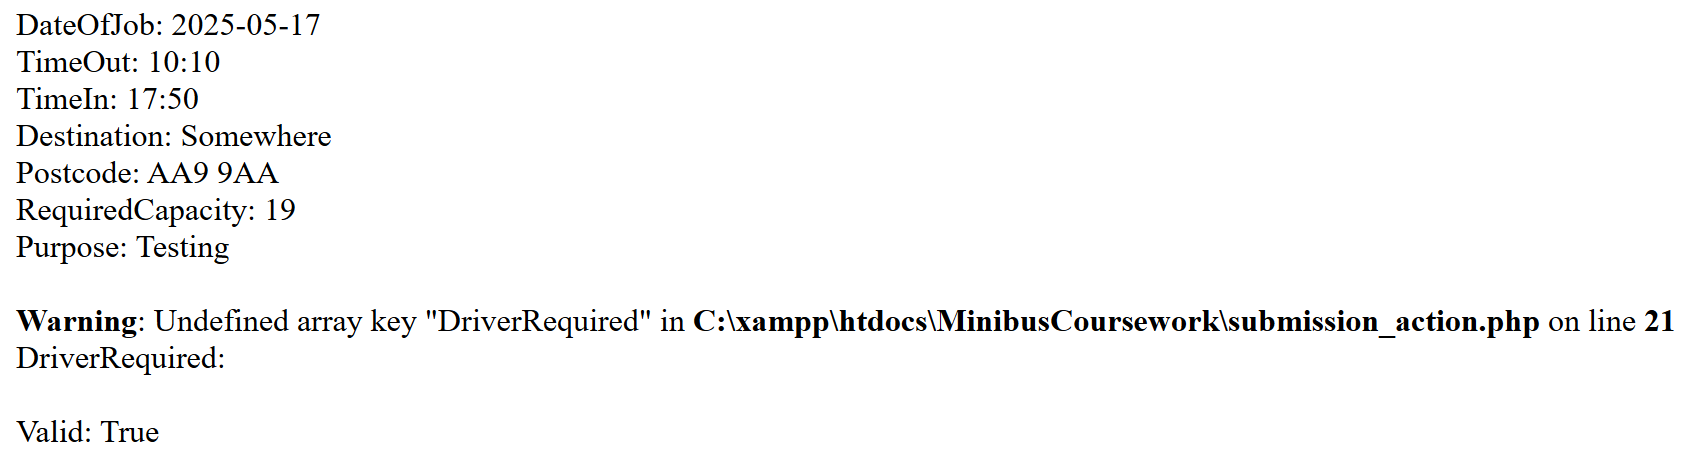 DateOfJob: 2025-05-17
TimeOut: 10:10
TimeIn: 17:50
Destination: Somewhere
Postcode: AA9 9AA
RequiredCapacity: 19
Purpose: Testing
Warning: Undefined array key "DriverRequired" in C:\xampp\htdocs\MinibusCoursework\submission_action.php on line 21
DriverRequired:
Valid: True